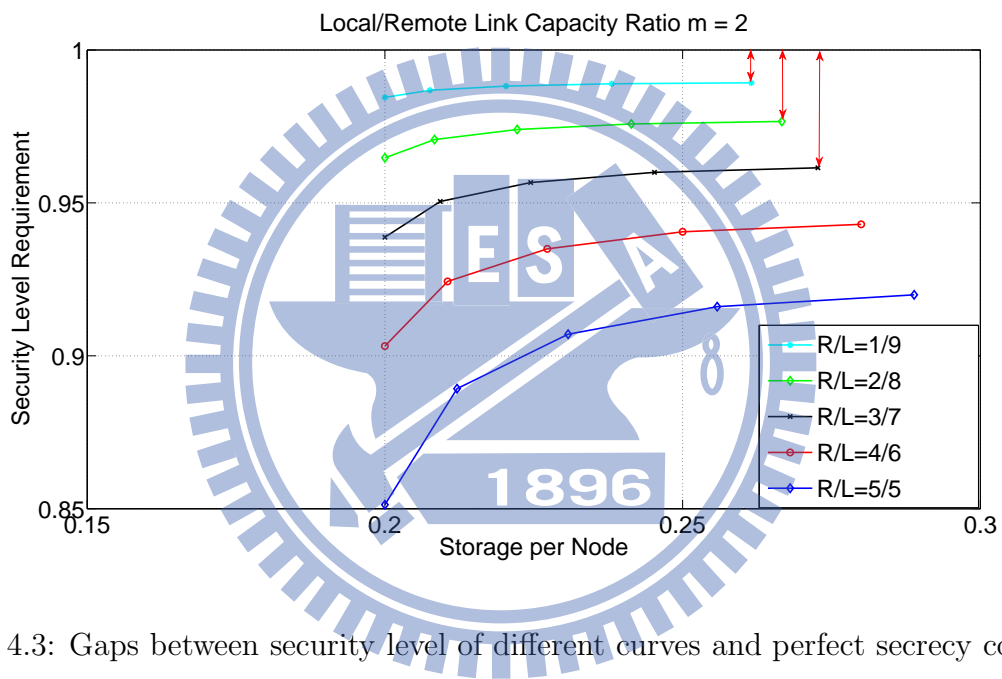 Local/Remote Link Capacity Ratio m = 2
1
0.95
0.9
0.85
Security Level Requirement
0.15
0.2
0.25
0.3
Storage per Node
R/L=1/9
R/L=2/8
R/L=3/7
R/L=4/6
R/L=5/5
E S A
8
1896
4.3: Gaps between security level of different curves and perfect secrecy